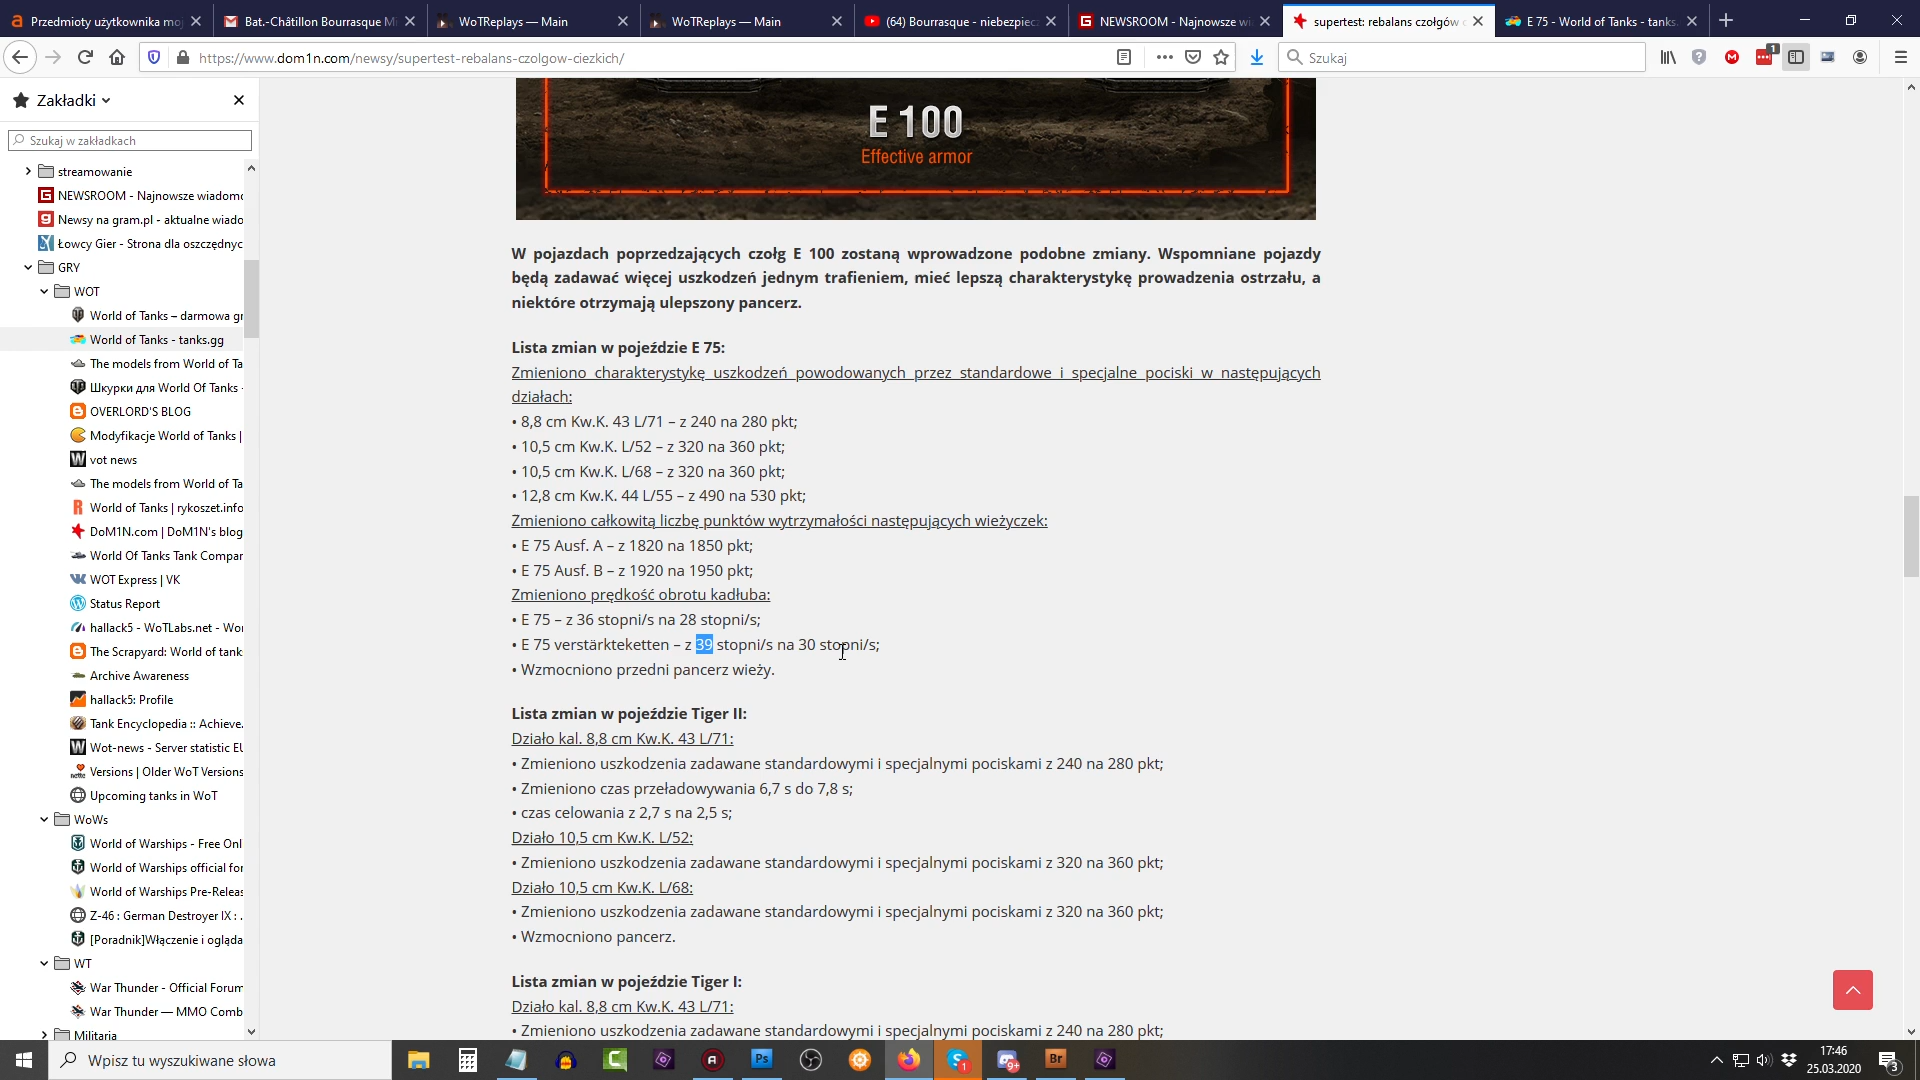 Przedmioty użytkownika mo
Bat.-Châtillon Bourrasque Mi
WoTReplays — Main
WoTReplays — Main
(64) Bourrasque - niebezpiec
NEWSROOM - Najnowsze wi
supertest: rebalans czołgów c
E 75 - World of Tanks - tanks.
https://www.dom1n.com/newsy/supertest-rebalans-czolgow-ciezkich/
Szukaj
1
Zakładki
Szukaj w zakładkach
streamowanie
NEWSROOM - Najnowsze wiadomo
Newsy na gram.pl - aktualne wiado
Łowcy Gier - Strona dla oszczędnyc
GRY
WOT
World of Tanks – darmowa gr
World of Tanks - tanks.gg
The models from World of Ta
Шкурки для World Of Tanks -
OVERLORD'S BLOG
Modyfikacje World of Tanks |
vot news
The models from World of Ta
World of Tanks | rykoszet.info
DoM1N.com | DoM1N's blog
World Of Tanks Tank Compar
WOT Express | VK
Status Report
hallack5 - WoTLabs.net - Wor
The Scrapyard: World of tank
Archive Awareness
hallack5: Profile
Tank Encyclopedia :: Achieve.
Wot-news - Server statistic EU
Versions | Older WoT Versions
Upcoming tanks in WoT
WoWs
World of Warships - Free Onl
World of Warships official for
World of Warships Pre-Releas
Z-46 : German Destroyer IX : .
[Poradnik]Włączenie i ogląda
WT
War Thunder - Official Forum
War Thunder — MMO Comb
Militaria
E 100
Effective armor
W pojazdach poprzedzających czołg E 100 zostaną wprowadzone podobne zmiany. Wspomniane pojazdy
będą zadawać więcej uszkodzeń jednym trafieniem, mieć lepszą charakterystykę prowadzenia ostrzału, a
niektóre otrzymają ulepszony pancerz.
Lista zmian w pojeździe E 75:
Zmieniono charakterystykę uszkodzeń powodowanych przez standardowe i specjalne pociski w następujących
działach:
• 8,8 cm Kw.K. 43 L/71 – z 240 na 280 pkt;
• 10,5 cm Kw.K. L/52 – z 320 na 360 pkt;
• 10,5 cm Kw.K. L/68 – z 320 na 360 pkt;
• 12,8 cm Kw.K. 44 L/55 – z 490 na 530 pkt;
Zmieniono całkowitą liczbę punktów wytrzymałości następujących wieżyczek:
• E 75 Ausf. A – z 1820 na 1850 pkt;
• E 75 Ausf. B – z 1920 na 1950 pkt;
Zmieniono prędkość obrotu kadłuba:
• E 75 – z 36 stopni/s na 28 stopni/s;
• E 75 verstärkteketten – z 39 stopni/s na 30 stopni/s;
• Wzmocniono przedni pancerz wieży.
Lista zmian w pojeździe Tiger II:
Działo kal. 8,8 cm Kw.K. 43 L/71:
• Zmieniono uszkodzenia zadawane standardowymi i specjalnymi pociskami z 240 na 280 pkt;
• Zmieniono czas przeładowywania 6,7 s do 7,8 s;
• czas celowania z 2,7 s na 2,5 s;
Działo 10,5 cm Kw.K. L/52:
• Zmieniono uszkodzenia zadawane standardowymi i specjalnymi pociskami z 320 na 360 pkt;
Działo 10,5 cm Kw.K. L/68:
• Zmieniono uszkodzenia zadawane standardowymi i specjalnymi pociskami z 320 na 360 pkt;
• Wzmocniono pancerz.
Lista zmian w pojeździe Tiger I:
Działo kal. 8,8 cm Kw.K. 43 L/71:
• Zmieniono uszkodzenia zadawane standardowymi i specjalnymi pociskami z 240 na 280 pkt;
Wpisz tu wyszukiwane słowa
Ps
1
9+
Br
17:46
25.03.2020
3